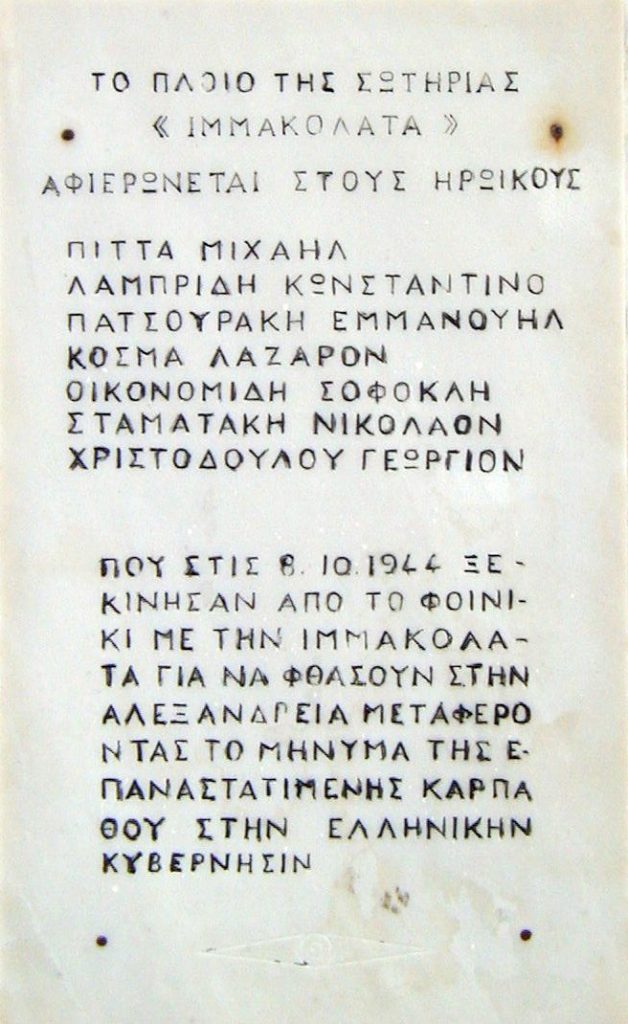 ΤΟ ΠΛΟΙΟ ΤΗΣ ΣΩΤΗΡΙΑΣ
« ΙΜΜΑΚΟΛΑΤΑ »
ΑΦΙΕΡΩΝΕΤΑΙ ΣΤΟΥΣ ΗΡΩΙΚΟΥΣ
ΠΙΤΤΑ ΜΙΧΑΗΛ
ΛΑΜΠΡΙΔΗ ΚΩΝΣΤΑΝΤΙΝΟ
ΠΑΤΣΟΥΡΑΚΗ ΕΜΜΑΝΟΥΗΛ
ΚΟΣΜΑ ΛΑΖΑΡΟΝ
ΟΙΚΟΝΟΜΙΔΗ ΣΟΦΟΚΛΗ
ΣΤΑΜΑΤΑΚΗ ΝΙΚΟΛΑΟΝ
ΧΡΙΣΤΟΔΟΥΛΟΥ ΓΕΩΡΓΙΟΝ
ΠΟΥ ΣΤΙΣ 8. 10.1944 ΞΕ-
ΚΙΝΗΣΑΝ ΑΠΟ ΤΟ ΦΟΙΝΙ-
ΚΙ ΜΕ ΤΗΝ ΙΜΜΑΚΟΛΑ-
ΤΑ ΓΙΑ ΝΑ ΦΘΑΣΟΥΝ ΣΤΗΝ
ΑΛΕΞΑΝΔΡΕΙΑ ΜΕΤΑΦΕΡΟ
ΝΤΑΣ ΤΟ ΜΗΝΥΜΑ ΤΗΣ Ε-
ΠΑΝΑΣΤΑΤΙΜΕΝΗΣ ΚΑΡΠΑ
ΘΟΥ ΣΤΗΝ ΕΛΛΗΝΙΚΗΝ
ΚΥΒΕΡΝΗΣΙΝ